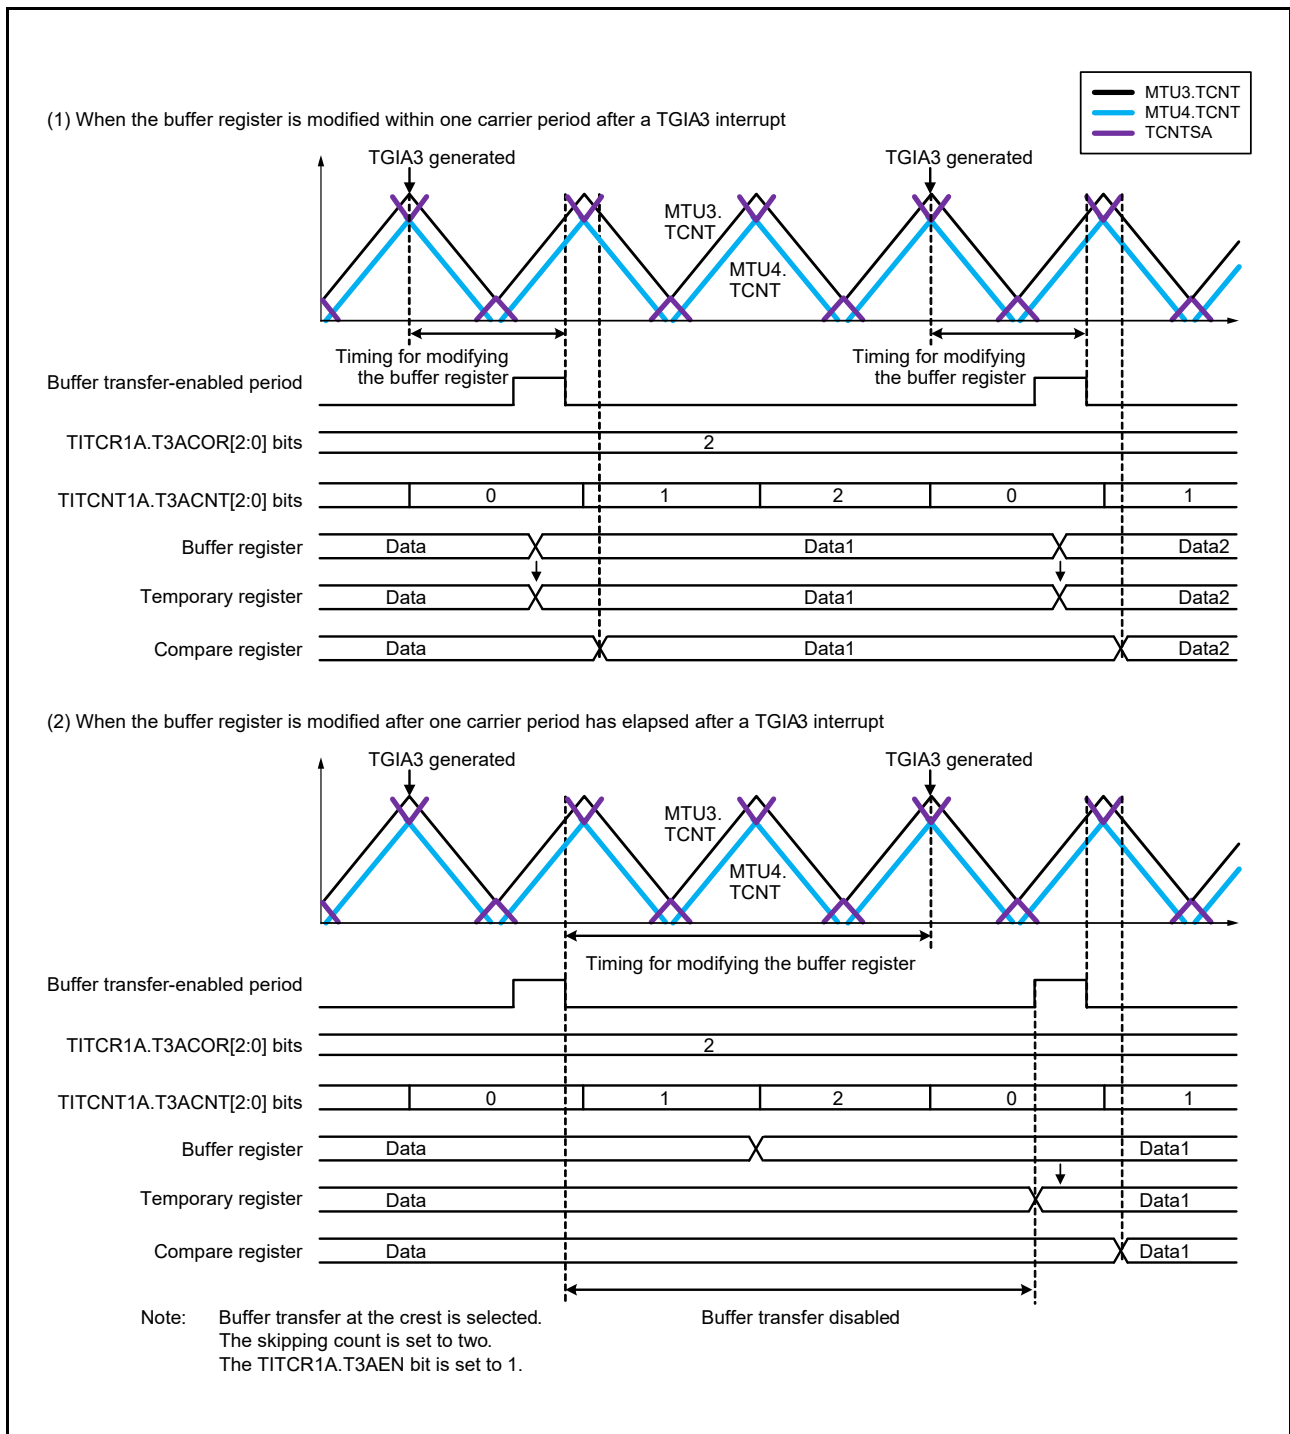 MTU3.TCNT
MTU4.TCNT
TCNTSA
(1) When the buffer register is modified within one carrier period after a TGIA3 interrupt
TGIA3 generated
TGIA3 generated
MTU3.
TCNT
MTU4.
TCNT
Timing for modifying
the buffer register
Timing for modifying
the buffer register
Buffer transfer-enabled period
TITCR1A.T3ACOR[2:0] bits
2
TITCNT1A.T3ACNT[2:0] bits
0
1
2
0
1
Buffer register
Data
Data1
Data2
Temporary register
Data
Data1
Data2
Compare register
Data
Data1
Data2
(2) When the buffer register is modified after one carrier period has elapsed after a TGIA3 interrupt
TGIA3 generated
TGIA3 generated
MTU3.
TCNT
MTU4.
TCNT
Timing for modifying the buffer register
Buffer transfer-enabled period
TITCR1A.T3ACOR[2:0] bits
2
TITCNT1A.T3ACNT[2:0] bits
0
1
2
0
1
Buffer register
Data
Data1
Temporary register
Data
Data1
Compare register
Data
Data1
Buffer transfer disabled
Note: Buffer transfer at the crest is selected.
The skipping count is set to two.
The TITCR1A.T3AEN bit is set to 1.